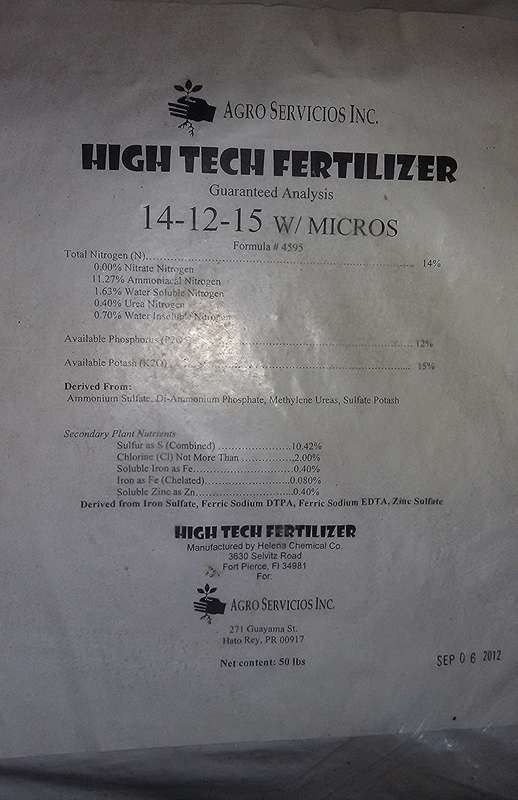 AGRO SERVICIOS INC.
HIGH TECH FERTILIZER
Guaranteed Analysis
14-12-15 W/ MICROS
Formula # 4595
Total Nitrogen (N)................................................................ 14%
0.00% Nitrate Nitrogen
11.27% Ammoniacal Nitrogen
1.63% Water Soluble Nitrogen
0.40% Urea Nitrogen
0.70% Water Insoluble Nitrogen
Available Phosphorus (P2O5)................................................ 12%
Available Potash (K2O)........................................................ 15%
Derived From:
Ammonium Sulfate, Di-Ammonium Phosphate, Methylene Ureas, Sulfate Potash
Secondary Plant Nutrients
Sulfur as S (Combined) ..................10.42%
Chlorine (Cl) Not More Than ..............2.00%
Soluble Iron as Fe.........................0.40%
Iron as Fe (Chelated)......................0.080%
Soluble Zinc as Zn.........................0.40%
Derived from Iron Sulfate, Ferric Sodium DTPA, Ferric Sodium EDTA, Zinc Sulfate
HIGH TECH FERTILIZER
Manufactured by Helena Chemical Co.
3630 Selvitz Road
Fort Pierce, Fl 34981
For:
AGRO SERVICIOS INC.
271 Guayama St.
Hato Rey, PR 00917
Net content: 50 lbs
SEP 06 2012